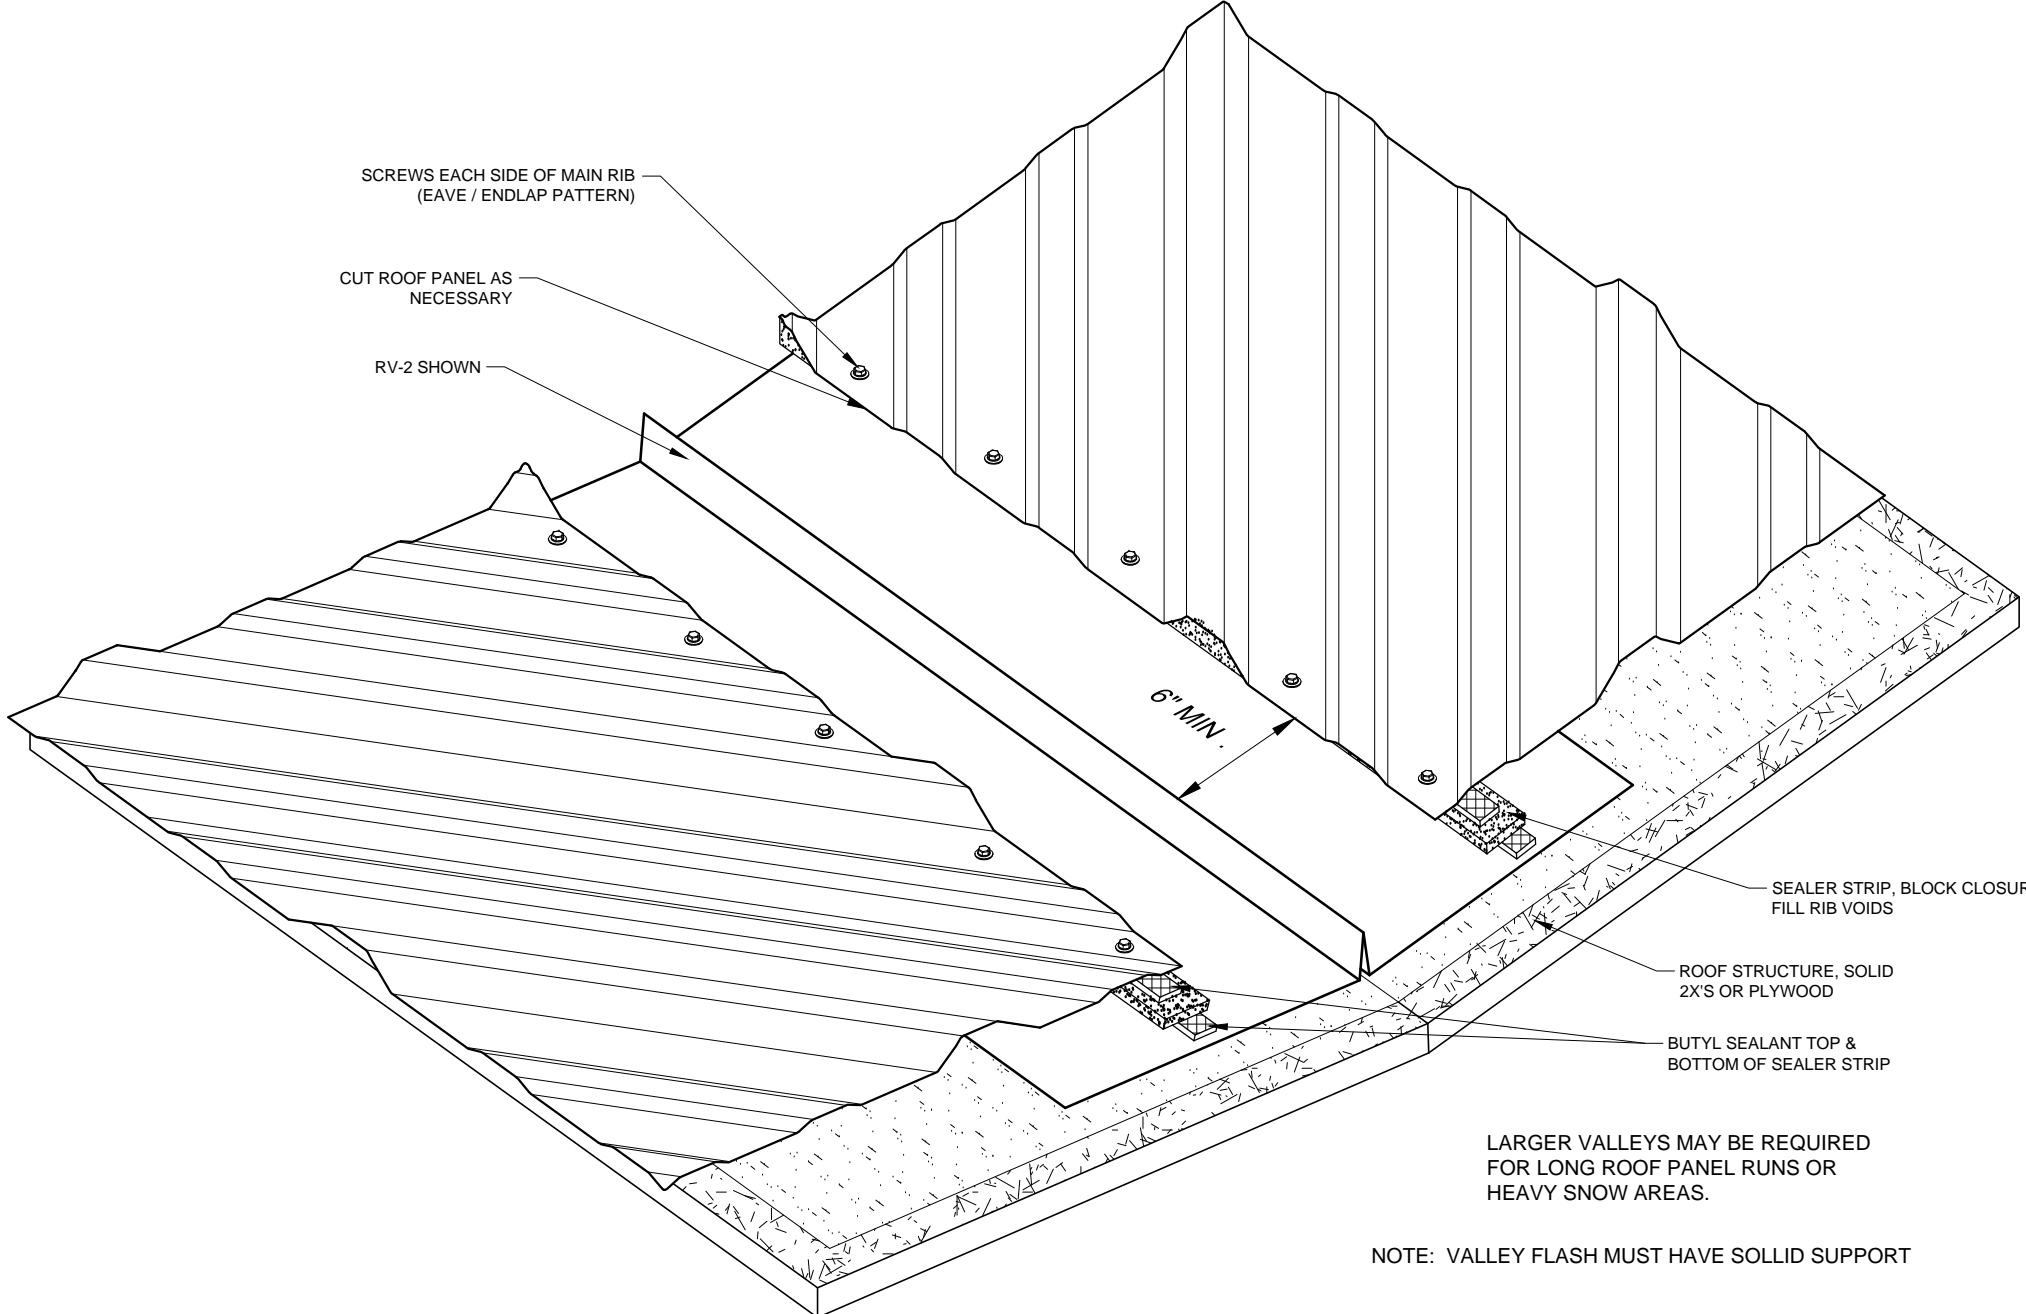 SCREWS EACH SIDE OF MAIN RIB
(EAVE / ENDLAP PATTERN)
CUT ROOF PANEL AS
NECESSARY
RV-2 SHOWN
6" MIN.
SEALER STRIP, BLOCK CLOSUR
FILL RIB VOIDS
ROOF STRUCTURE, SOLID
2X'S OR PLYWOOD
BUTYL SEALANT TOP &
BOTTOM OF SEALER STRIP
LARGER VALLEYS MAY BE REQUIRED
FOR LONG ROOF PANEL RUNS OR
HEAVY SNOW AREAS.
NOTE: VALLEY FLASH MUST HAVE SOLLID SUPPORT